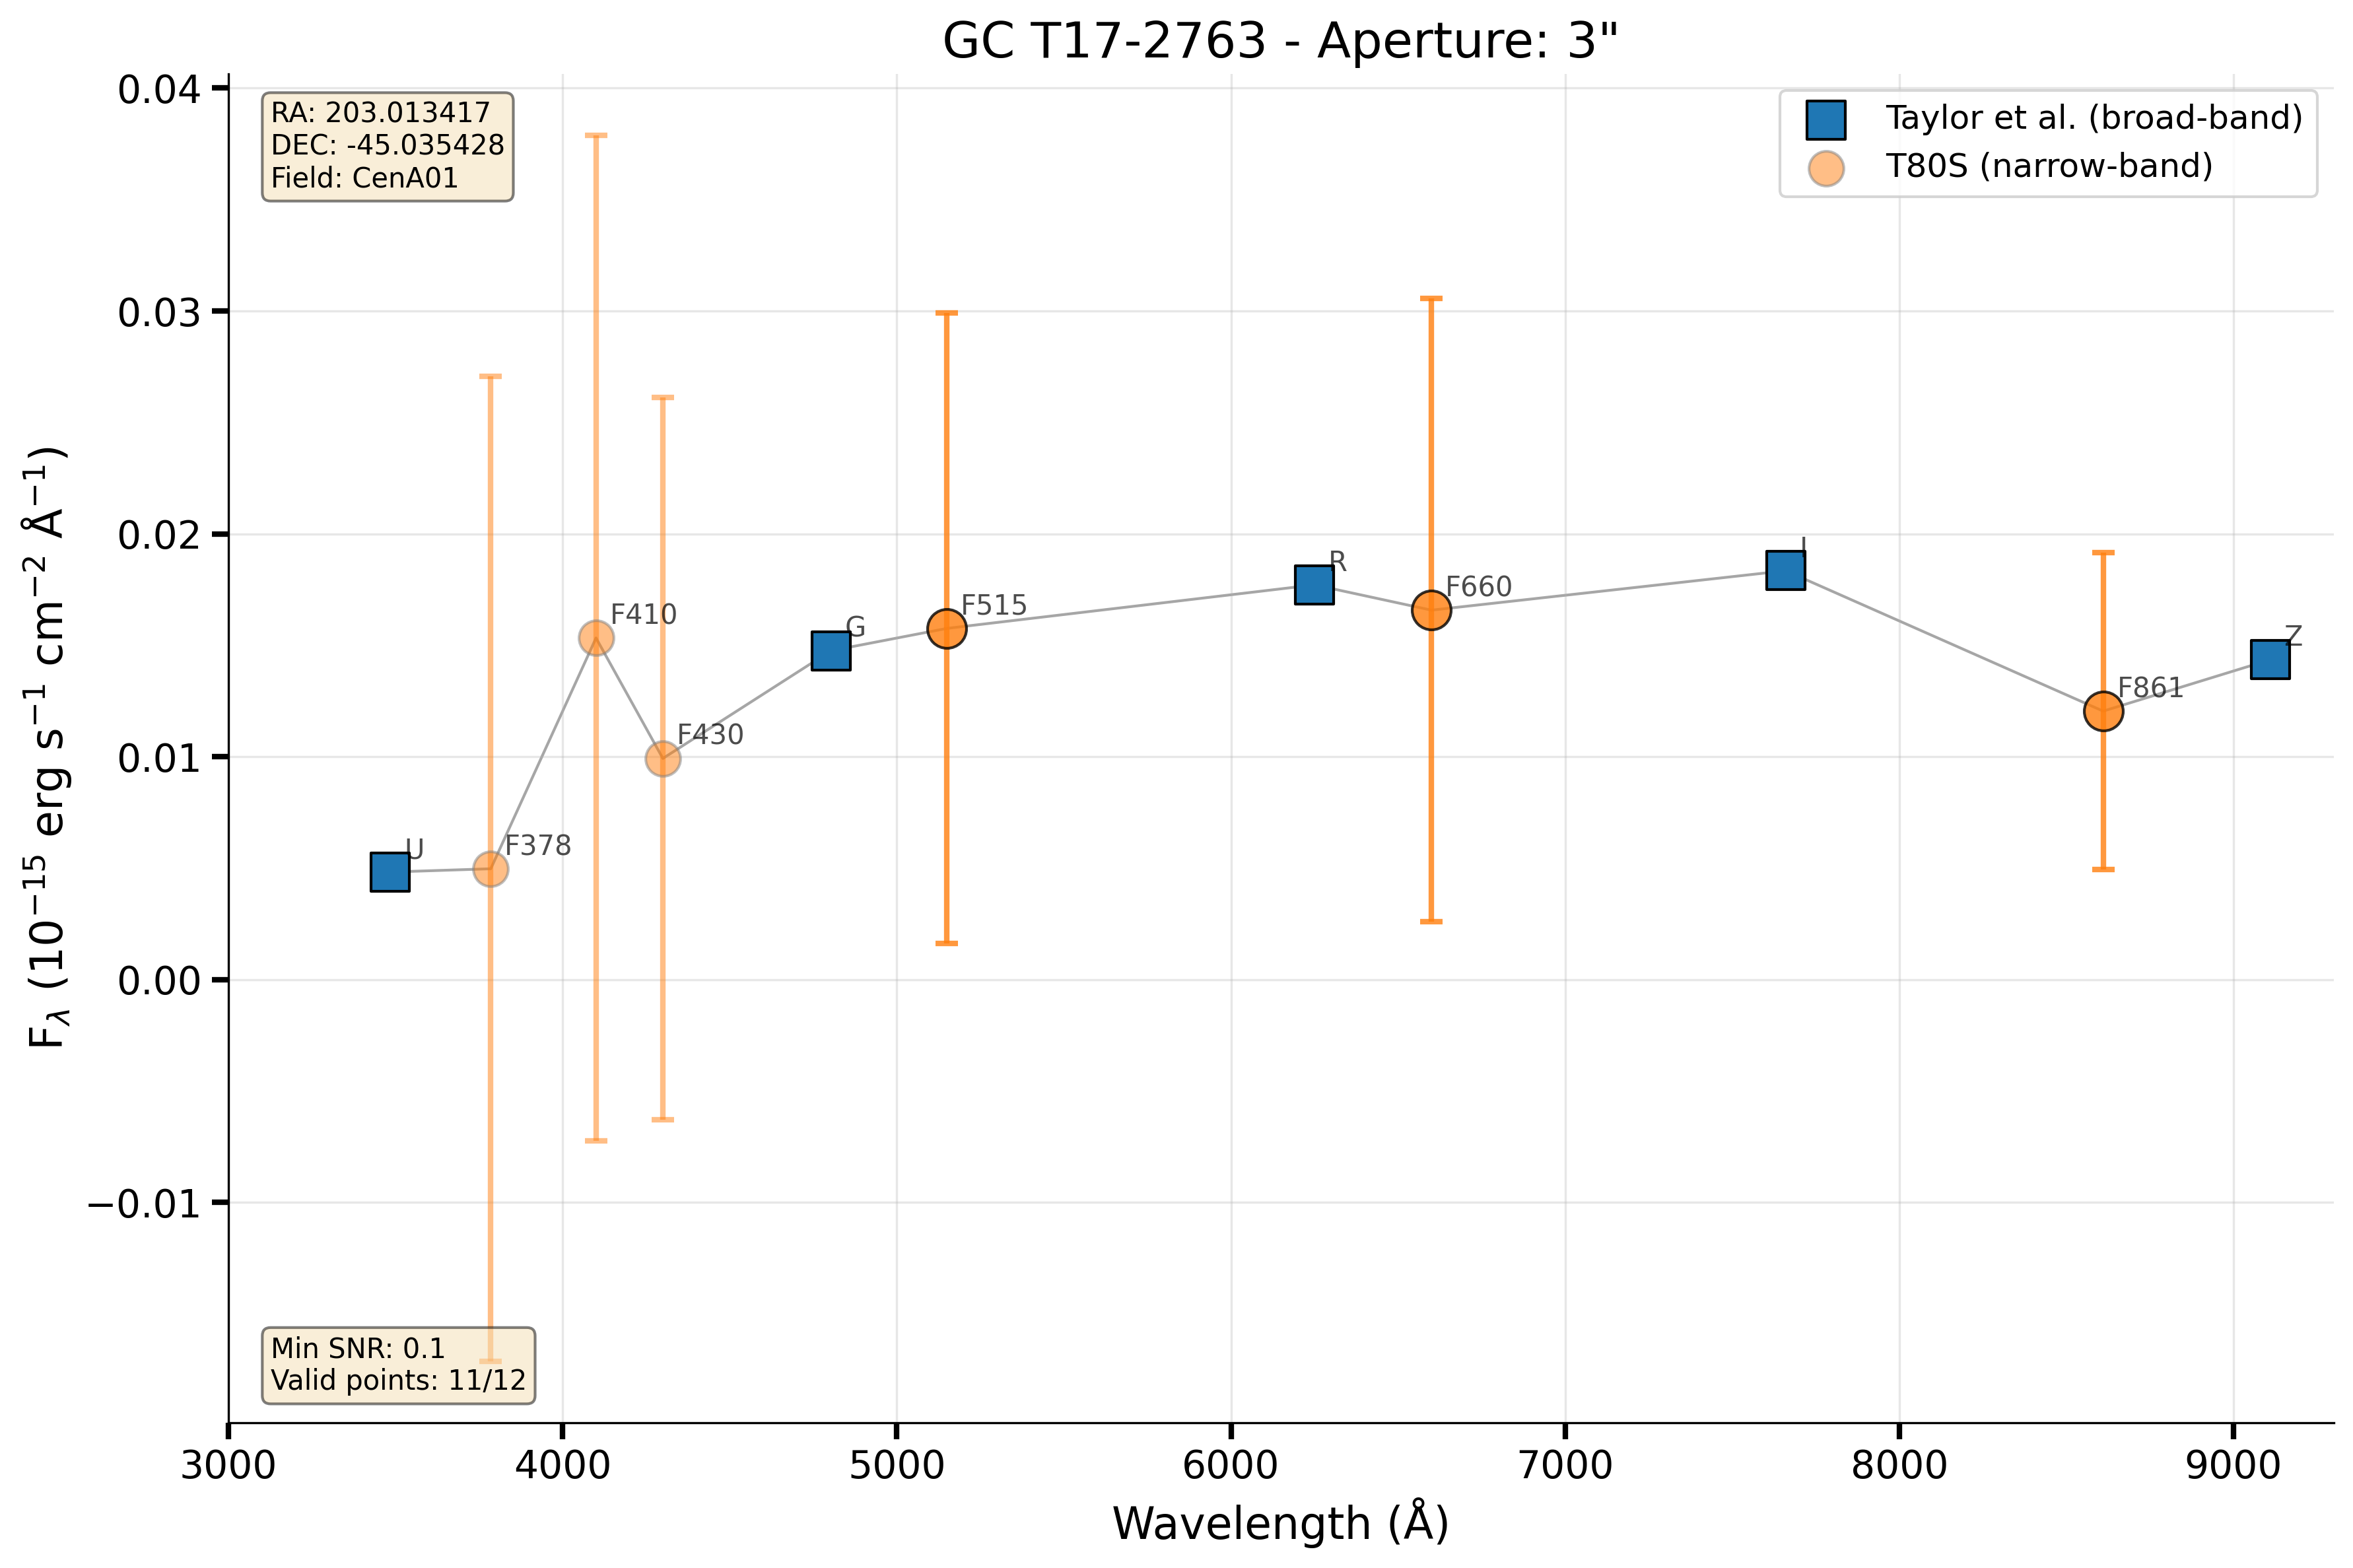 GC T17-2763 - Aperture: 3"
RA: 203.013417
DEC: -45.035428
Field: CenA01
Taylor et al. (broad-band)
T80S (narrow-band)
F_λ (10⁻¹⁵ erg s⁻¹ cm⁻² Å⁻¹)
0.04
0.03
0.02
0.01
0.00
−0.01
U
F378
F410
F430
G
F515
R
F660
I
F861
Z
Min SNR: 0.1
Valid points: 11/12
3000
4000
5000
6000
7000
8000
9000
Wavelength (Å)